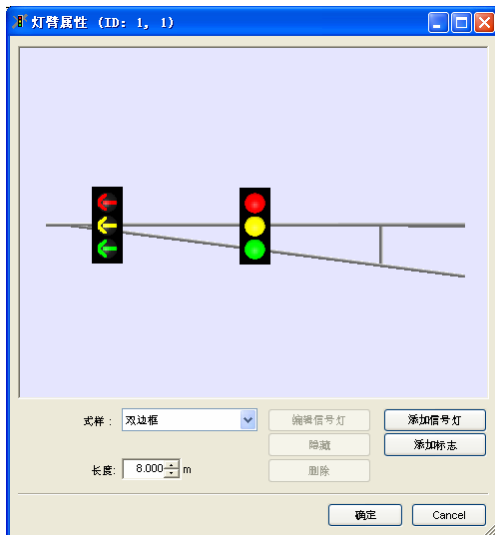 灯臂属性 (ID: 1, 1)
式样： 双边框
编辑信号灯
添加信号灯
隐藏
添加标志
长度: 8.000 m
删除
确定
Cancel